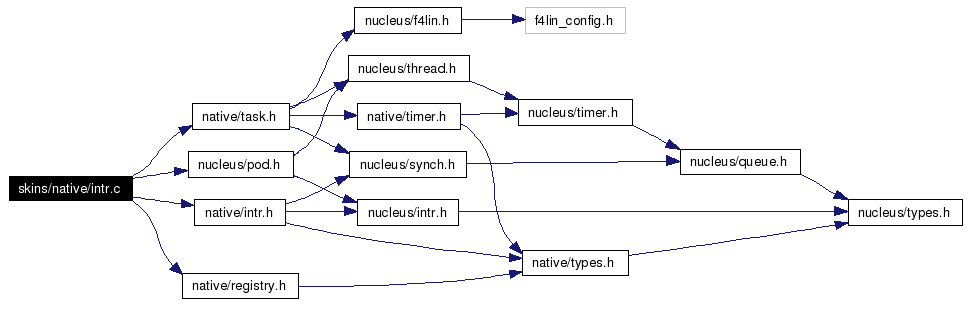 nucleus/f4lin.h
f4lin_config.h
nucleus/thread.h
native/task.h
native/timer.h
nucleus/timer.h
nucleus/pod.h
nucleus/synch.h
nucleus/queue.h
skins/native/intr.c
native/intr.h
nucleus/intr.h
nucleus/types.h
native/types.h
native/registry.h